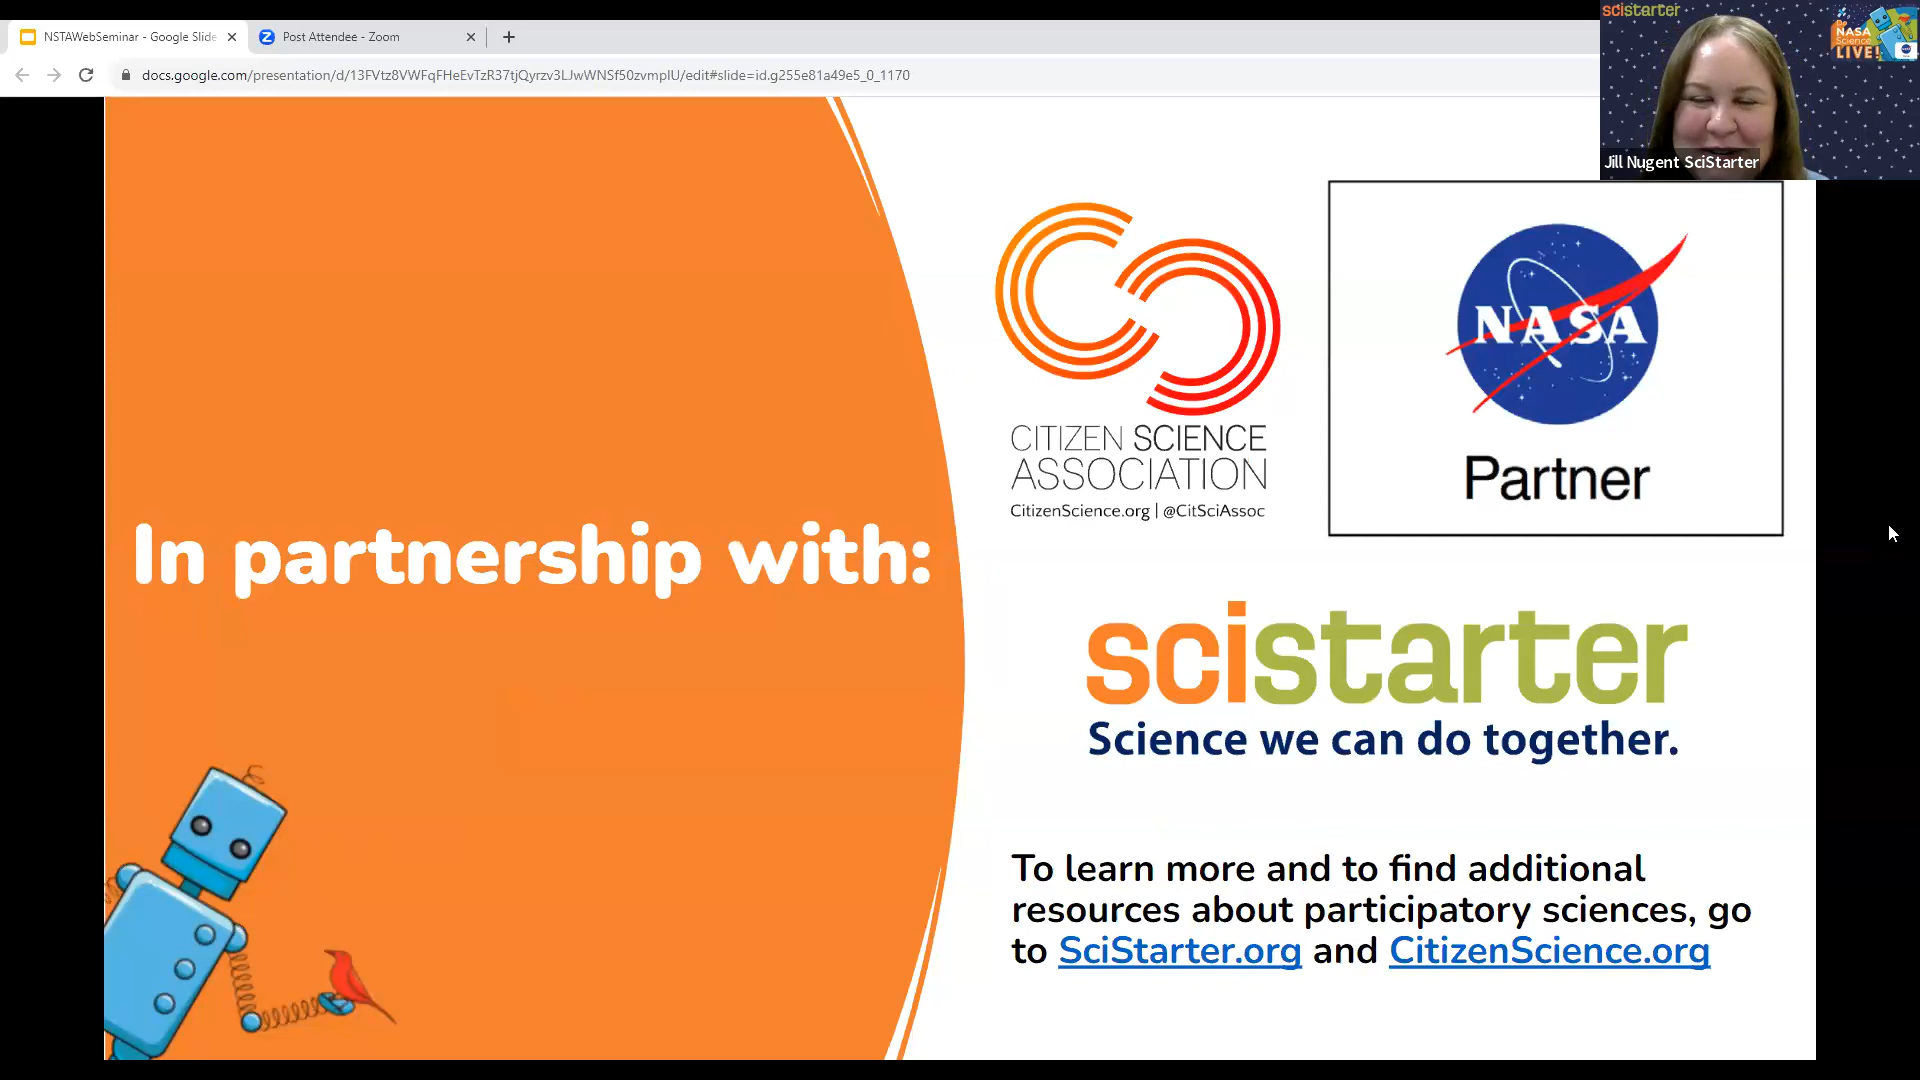 NSTAWebSeminar - Google Slide
Post Attendee - Zoom
docs.google.com/presentation/d/13FVtz8VWFqFHeEvTzR37tjQyrzv3LJwWNSf50zvmpIU/edit#slide=id.g255e81a49e5_0_1170
scistarter
Do
NASA
Science
LIVE!
Jill Nugent SciStarter
In partnership with:
CITIZEN SCIENCE
ASSOCIATION
CitizenScience.org | @CitSciAssoc
NASA
Partner
scistarter
Science we can do together.
To learn more and to find additional
resources about participatory sciences, go
to SciStarter.org and CitizenScience.org